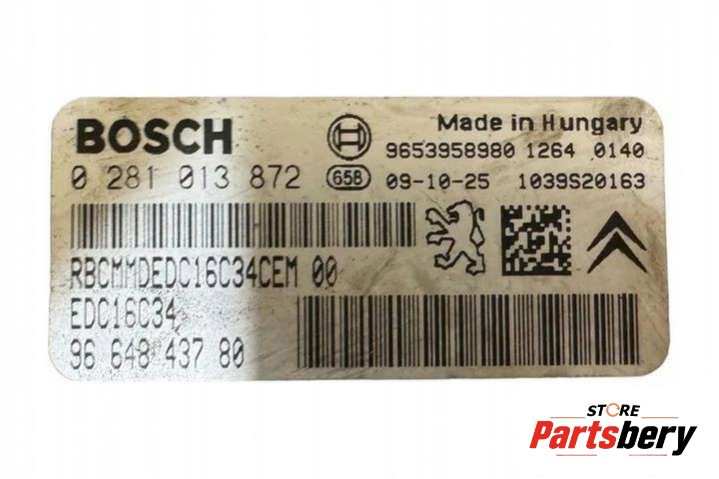 BOSCH
Made in Hungary
9653958980 1264 0140
0 281 013 872 658 09-10-25 1039S20163
RBCMMDEDC16C34CEM 00
EDC16C34
96 648 437 80
STORE
Partsbery